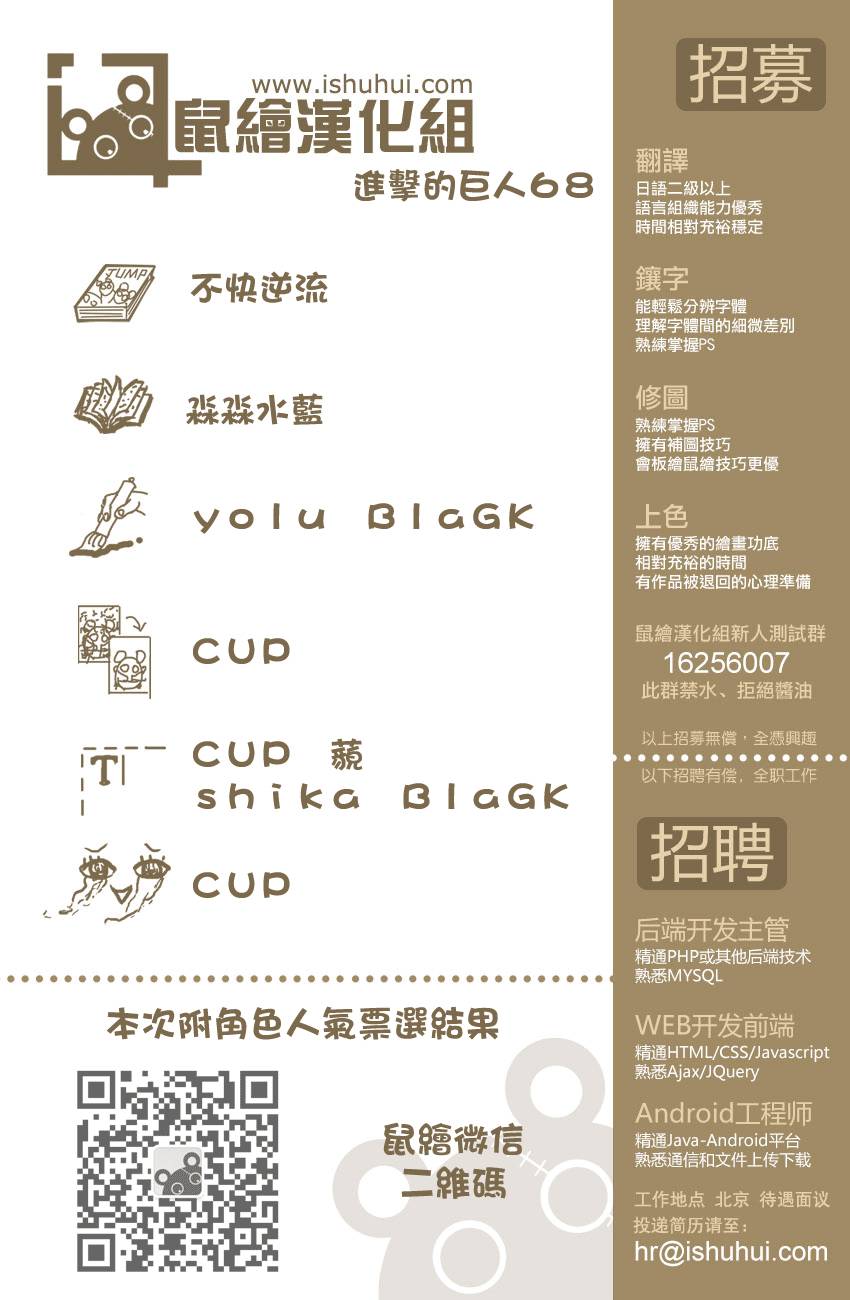 www.ishuhui.com
鼠繪漢化組
進擊的巨人68
JUMP
不快逆流
淼淼水藍
yolu BlaGK
CUP
T
CUP 蘋
shika BlaGK
CUP
本次附角色人氣票選結果
鼠繪微信
二維碼
招募
翻譯
日語二級以上
語言組織能力優秀
時間相對充裕穩定
鑲字
能輕鬆分辨字體
理解字體間的細微差別
熟練掌握PS
修圖
熟練掌握PS
擁有補圖技巧
會板繪鼠繪技巧更優
上色
擁有優秀的繪畫功底
相對充裕的時間
有作品被退回的心理準備
鼠繪漢化組新人測試群
16256007
此群禁水、拒絕醬油
以上招募無償，全憑興趣
以下招聘有偿，全职工作
招聘
后端开发主管
精通PHP或其他后端技术
熟悉MYSQL
WEB开发前端
精通HTML/CSS/Javascript
熟悉Ajax/JQuery
Android工程师
精通Java-Android平台
熟悉通信和文件上传下载
工作地点 北京 待遇面议
投递简历请至：
hr@ishuhui.com